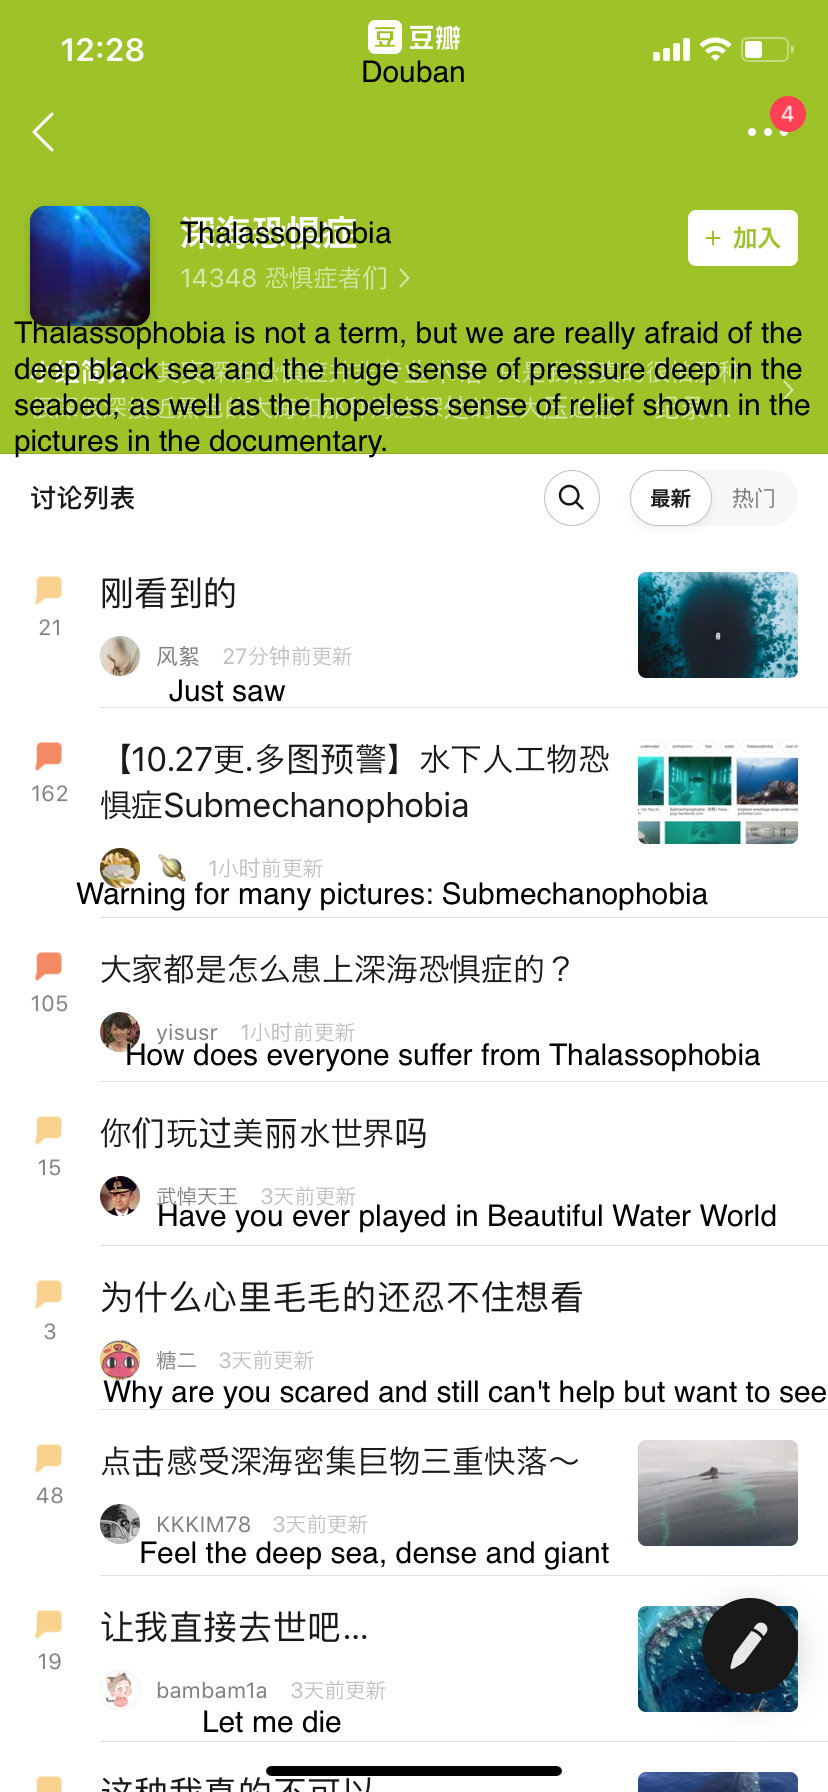 12:28
豆 豆瓣
Douban
4
深海恐惧症
Thalassophobia
+ 加入
14348 恐惧症者们
Thalassophobia is not a term, but we are really afraid of the
deep black sea and the huge sense of pressure deep in the
seabed, as well as the hopeless sense of relief shown in the
pictures in the documentary.
讨论列表
最新 热门
刚看到的
21
风絮 27分钟前更新
Just saw
【10.27更.多图预警】水下人工物恐
惧症Submechanophobia
162
1小时前更新
Warning for many pictures: Submechanophobia
大家都是怎么患上深海恐惧症的？
105
yisusr 1小时前更新
How does everyone suffer from Thalassophobia
你们玩过美丽水世界吗
15
武悼天王 3天前更新
Have you ever played in Beautiful Water World
为什么心里毛毛的还忍不住想看
3
糖二 3天前更新
Why are you scared and still can't help but want to see
点击感受深海密集巨物三重快落～
48
KKKIM78 3天前更新
Feel the deep sea, dense and giant
让我直接去世吧...
19
bambam1a 3天前更新
Let me die
这种我真的不可以